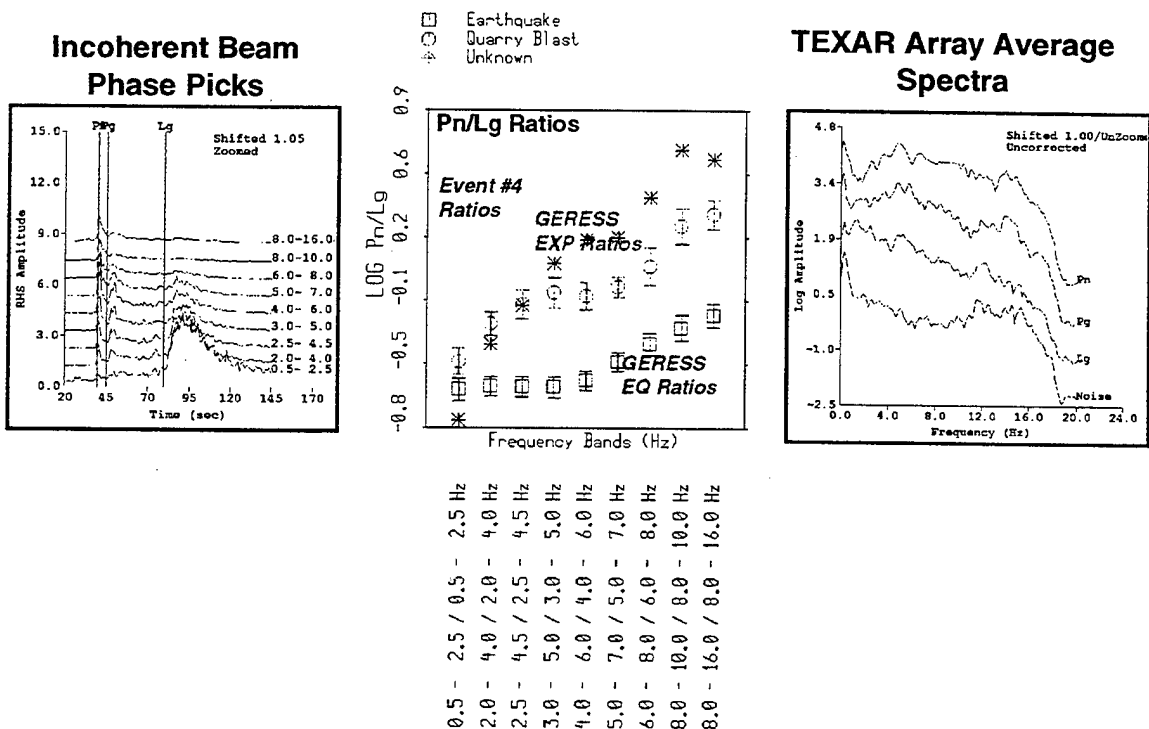 Earthquake
Quarry Blast
Unknown
Incoherent Beam
Phase Picks
Pg
Lg
Shifted 1.05
Zoomed
RHS Amplitude
15.0
12.0
9.0
6.0
3.0
0.0
8.0-16.0
8.0-10.0
6.0- 8.0
5.0- 7.0
4.0- 6.0
3.0- 5.0
2.5- 4.5
2.0- 4.0
0.5- 2.5
20 45 70 95 120 145 170
Time (sec)
Pn/Lg Ratios
Event #4
Ratios
GERESS
EXP Ratios
GERESS
EQ Ratios
LOG Pn/Lg
0.9
0.6
0.2
-0.1
-0.5
-0.8
Frequency Bands (Hz)
0.5 - 2.5 / 0.5 - 2.5 Hz
2.0 - 4.0 / 2.0 - 4.0 Hz
2.5 - 4.5 / 2.5 - 4.5 Hz
3.0 - 5.0 / 3.0 - 5.0 Hz
4.0 - 6.0 / 4.0 - 6.0 Hz
5.0 - 7.0 / 5.0 - 7.0 Hz
6.0 - 8.0 / 6.0 - 8.0 Hz
8.0 - 10.0 / 8.0 - 10.0 Hz
8.0 - 16.0 / 8.0 - 16.0 Hz
TEXAR Array Average
Spectra
Shifted 1.00/UnZoome
Uncorrected
Log Amplitude
4.8
3.4
1.9
0.5
-1.0
-2.5
Pn
Pg
Lg
Noise
0.0 4.0 8.0 12.0 16.0 20.0 24.0
Frequency (Hz)